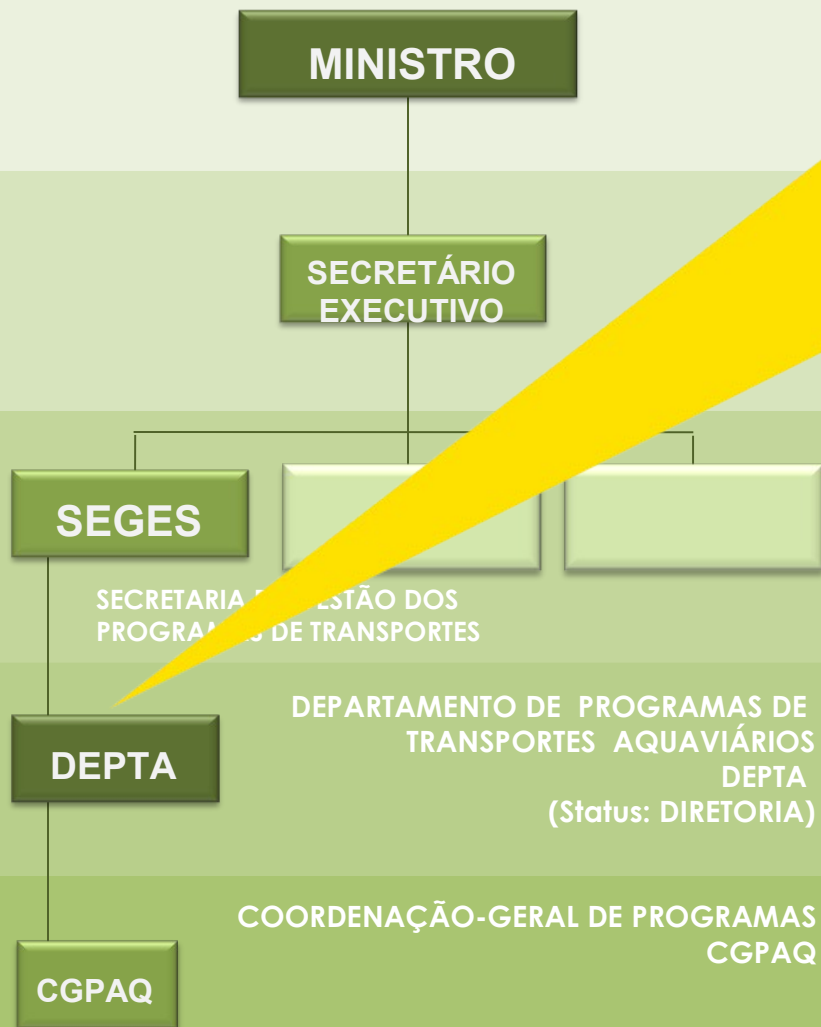 MINISTRO
SECRETÁRIO
EXECUTIVO
SEGES
SECRETARIA ESTÃO DOS
PROGRAMAS DE TRANSPORTES
DEPTA
DEPARTAMENTO DE PROGRAMAS DE
TRANSPORTES AQUAVIÁRIOS
DEPTA
(Status: DIRETORIA)
COORDENAÇÃO-GERAL DE PROGRAMAS
CGPAQ
CGPAQ